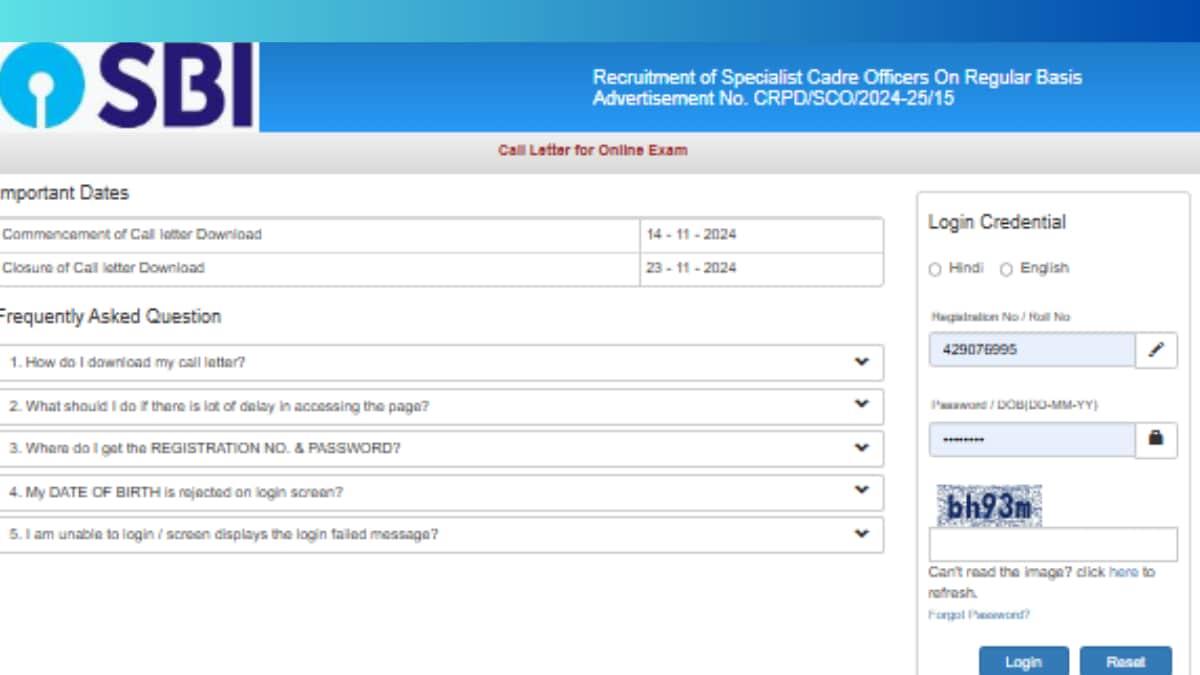 SBI
Recruitment of Specialist Cadre Officers On Regular Basis
Advertisement No. CRPD/SCO/2024-25/15
Call Letter for Online Exam
mportant Dates
Commencement of Call letter Download 14 - 11 - 2024
Closure of Call letter Download 23 - 11 - 2024
Frequently Asked Question
1. How do I download my call letter?
2. What should I do if there is lot of delay in accessing the page?
3. Where do I get the REGISTRATION NO. & PASSWORD?
4. My DATE OF BIRTH is rejected on login screen?
5. I am unable to login / screen displays the login failed message?
Login Credential
Hindi English
Registration No / Roll No
429076995
Password / DOB(DD-MM-YY)
••••••••
bh93m
Can't read the image? click here to
refresh.
Forgot Password?
Login Reset